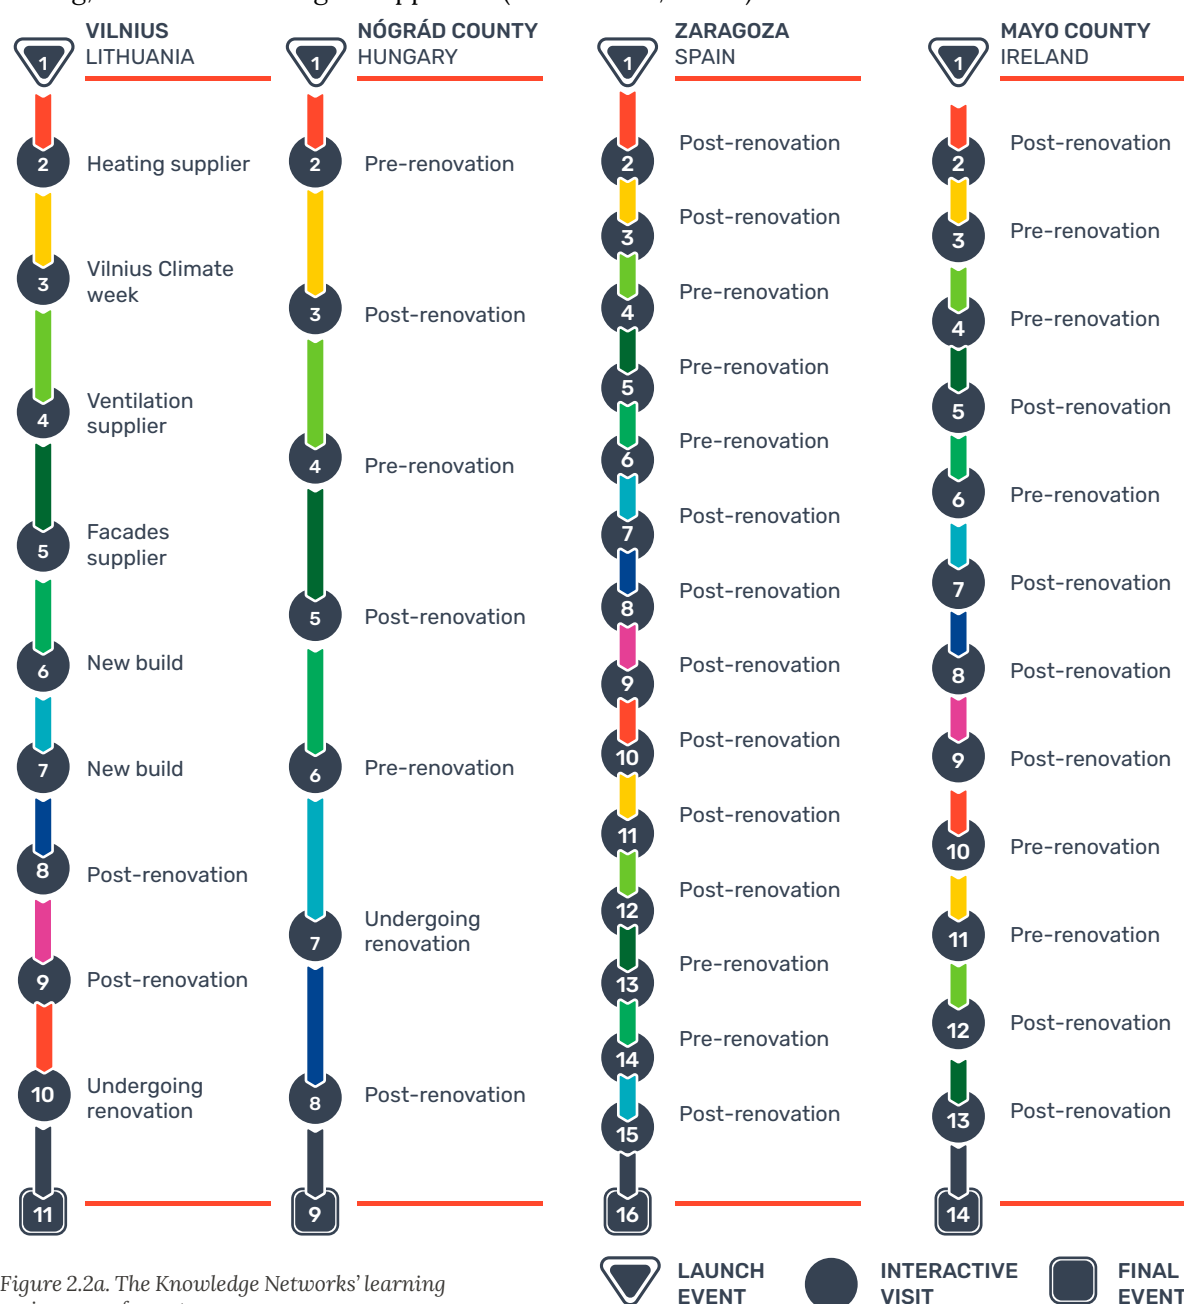 VILNIUS
LITHUANIA
1
2
Heating supplier
3
Vilnius Climate
week
4
Ventilation
supplier
5
Facades
supplier
6
New build
7
New build
8
Post-renovation
9
Post-renovation
10
Undergoing
renovation
11
NÓGRÁD COUNTY
HUNGARY
1
2
Pre-renovation
3
Post-renovation
4
Pre-renovation
5
Post-renovation
6
Pre-renovation
7
Undergoing
renovation
8
Post-renovation
9
ZARAGOZA
SPAIN
1
2
Post-renovation
3
Post-renovation
4
Pre-renovation
5
Pre-renovation
6
Pre-renovation
7
Post-renovation
8
Post-renovation
9
Post-renovation
10
Post-renovation
11
Post-renovation
12
Post-renovation
13
Pre-renovation
14
Pre-renovation
15
Post-renovation
16
MAYO COUNTY
IRELAND
1
2
Post-renovation
3
Pre-renovation
4
Pre-renovation
5
Post-renovation
6
Pre-renovation
7
Post-renovation
8
Post-renovation
9
Post-renovation
10
Pre-renovation
11
Pre-renovation
12
Post-renovation
13
Post-renovation
14
Figure 2.2a. The Knowledge Networks' learning
LAUNCH
EVENT
INTERACTIVE
VISIT
FINAL
EVENT